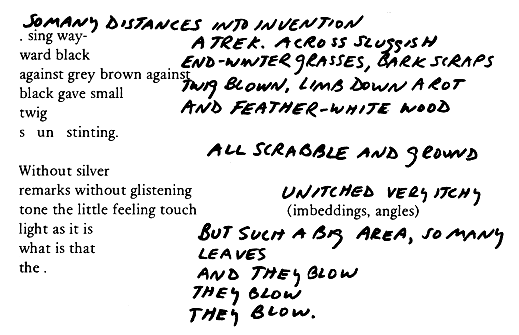 SOMANY DISTANCES INTO INVENTION
. sing way-
A TREK. ACROSS SLUGGISH
ward black
END-WINTER GRASSES, BARK SCRAPS
against grey brown against
TWIG BLOWN, LIMB DOWN A ROT
black gave small
AND FEATHER-WHITE WOOD
twig
s un stinting.
ALL SCRABBLE AND GROUND
Without silver
remarks without glistening
UNITCHED VERY ITCHY
tone the little feeling touch
(imbeddings, angles)
light as it is
BUT SUCH A BIG AREA, SO MANY
what is that
LEAVES
the .
AND THEY BLOW
THEY BLOW
THEY BLOW.